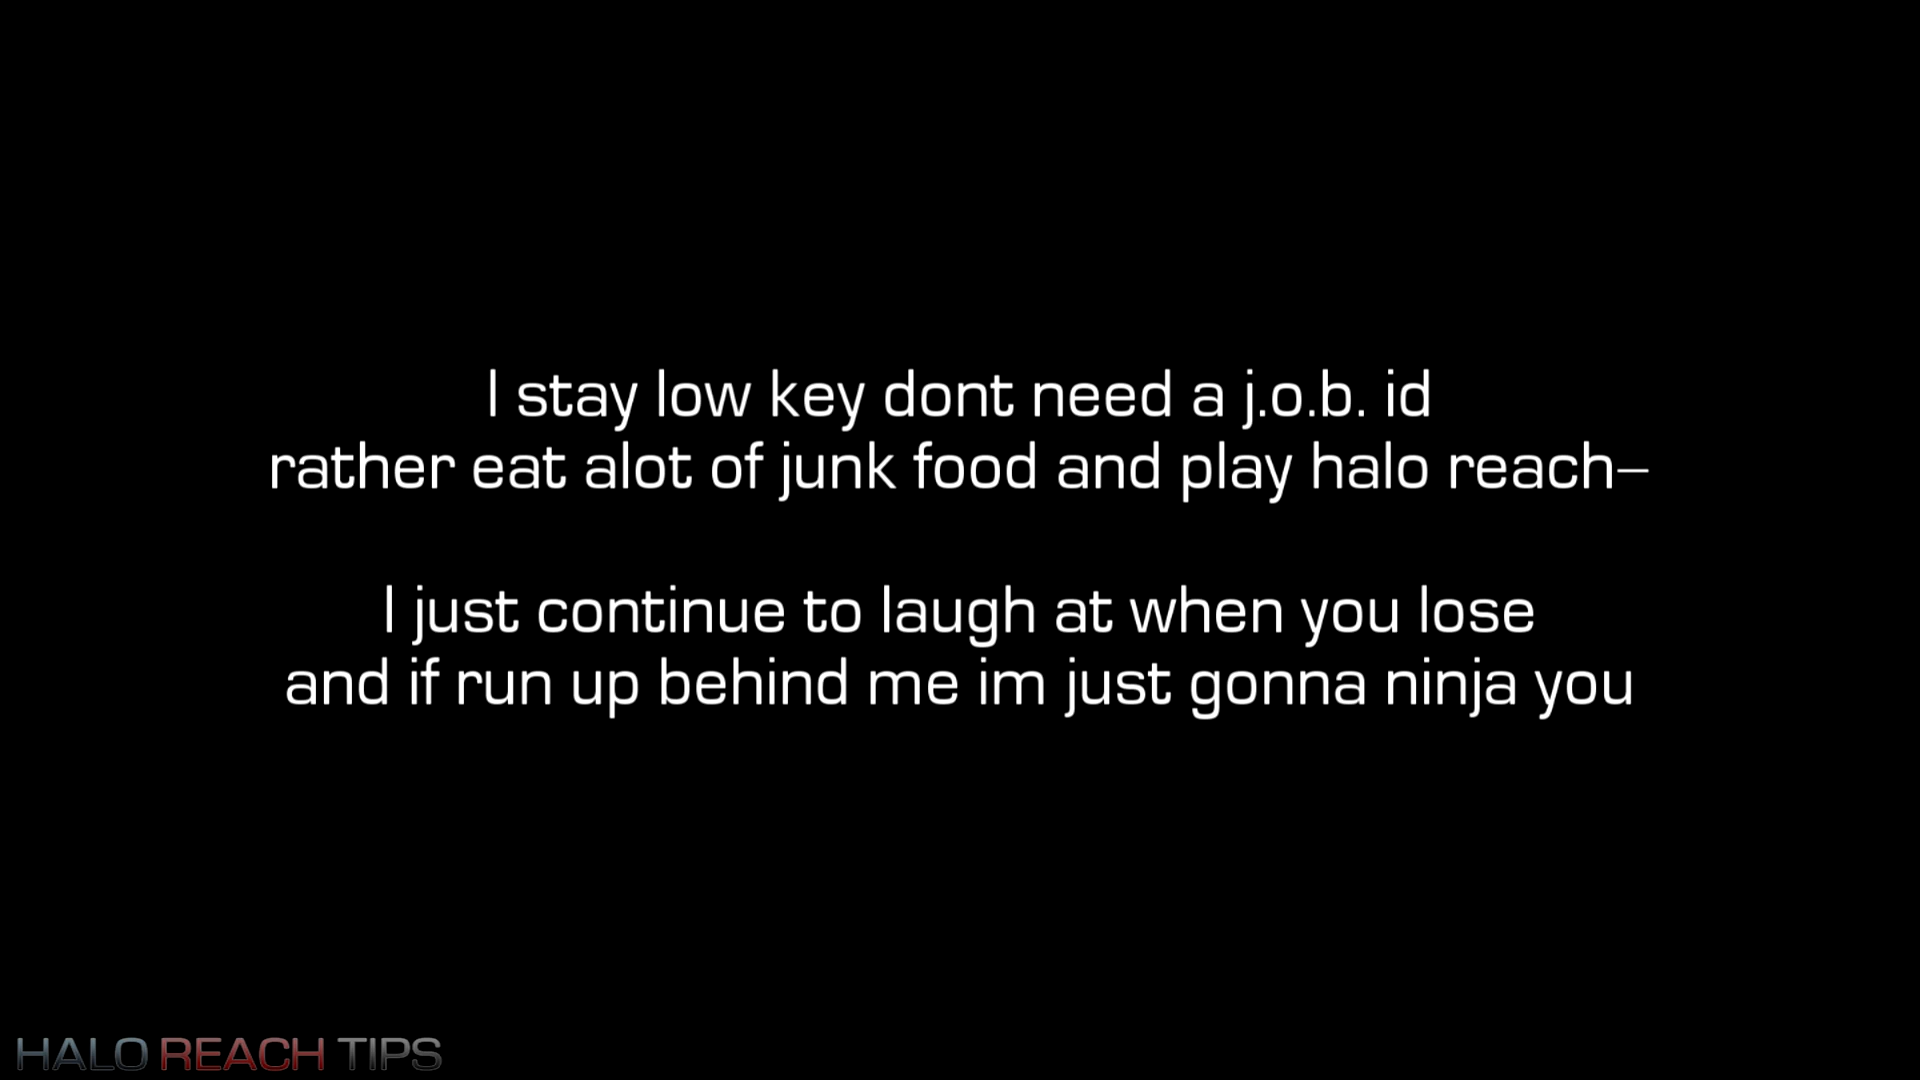 I stay low key dont need a j.o.b. id
rather eat alot of junk food and play halo reach–
I just continue to laugh at when you lose
and if run up behind me im just gonna ninja you
HALO REACH TIPS